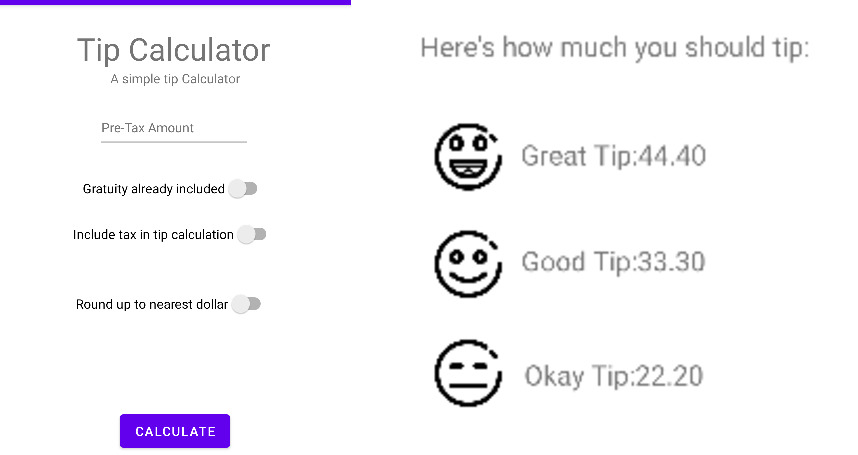 Tip Calculator
A simple tip Calculator
Pre-Tax Amount
Gratuity already included
Include tax in tip calculation
Round up to nearest dollar
CALCULATE
Here's how much you should tip:
Great Tip:44.40
Good Tip:33.30
Okay Tip:22.20